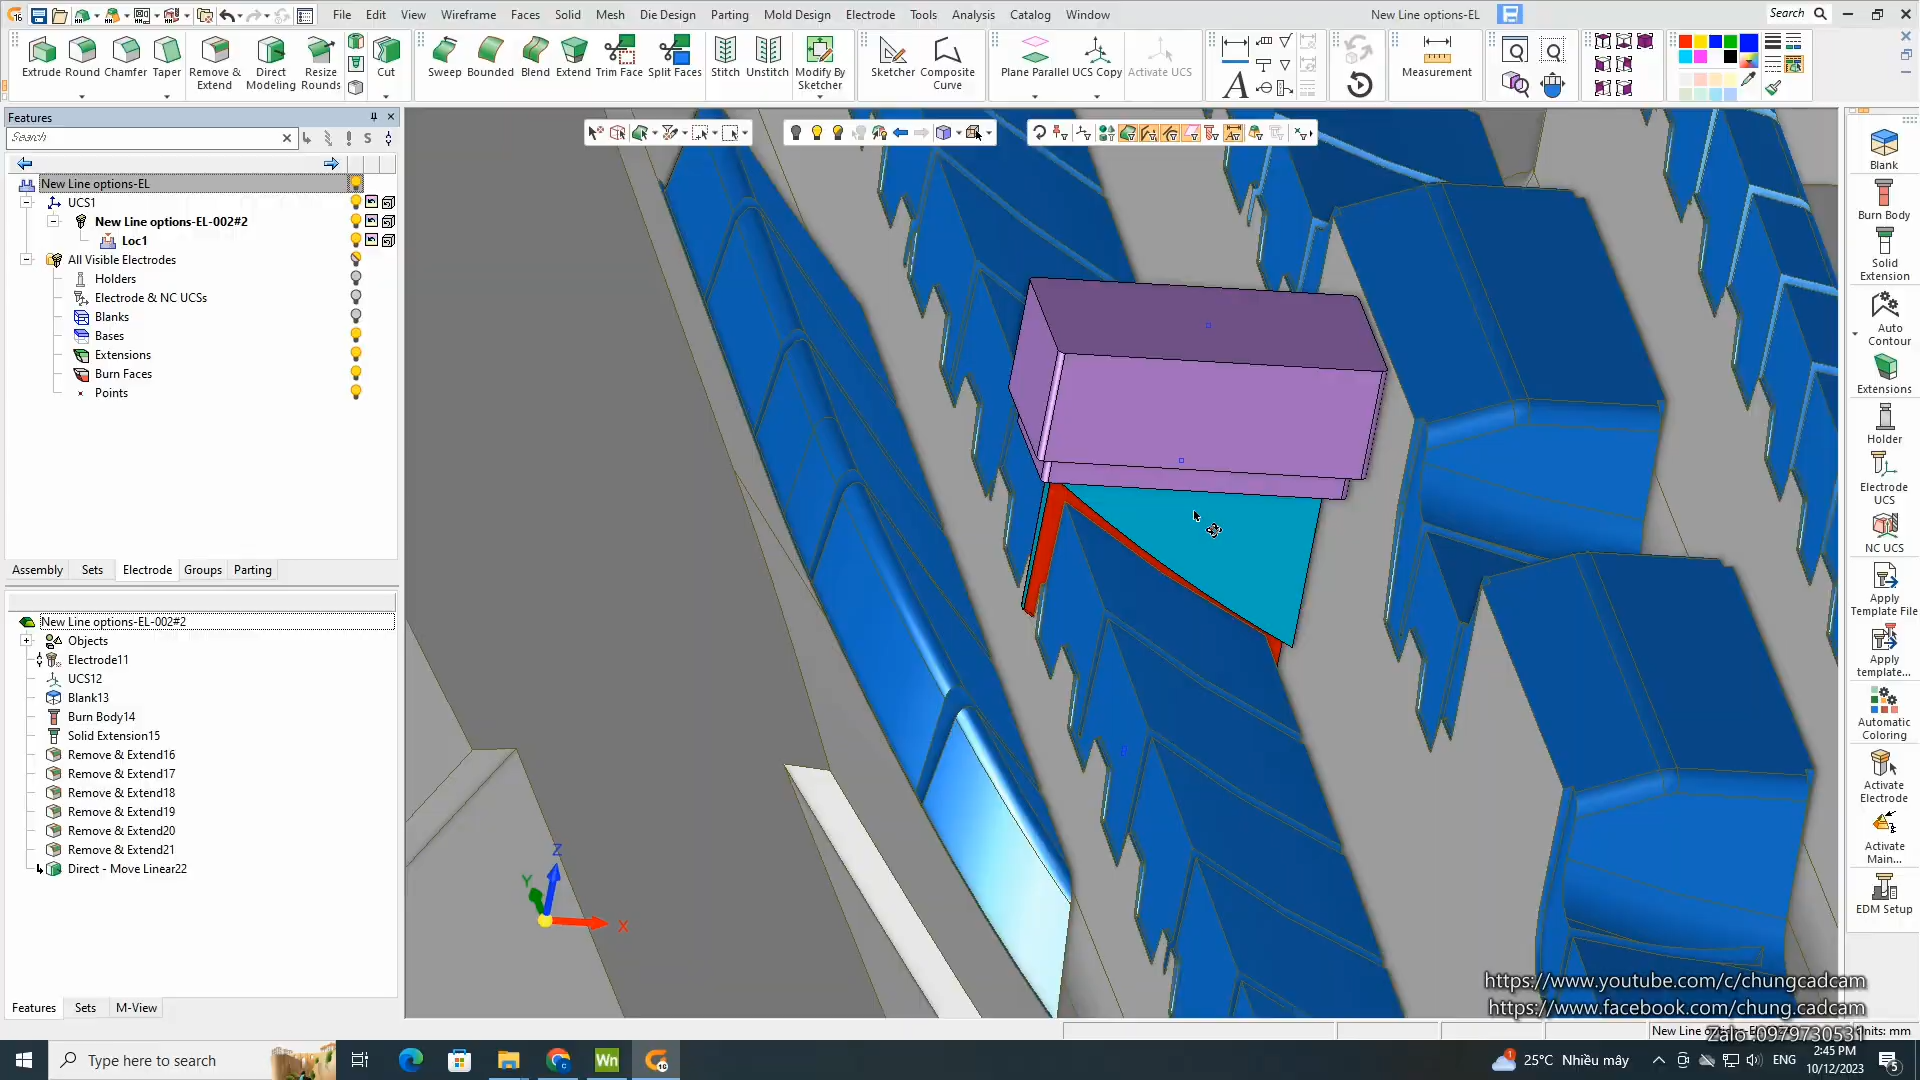 File Edit View Wireframe Faces Solid Mesh Die Design Parting Mold Design Electrode Tools Analysis Catalog Window New Line options-EL Search
Extrude Round Chamfer Taper Remove & Extend Direct Modeling Resize Rounds Cut Sweep Bounded Blend Extend Trim Face Split Faces Stitch Unstitch Modify By Sketcher Sketcher Composite Curve Plane Parallel UCS Copy Activate UCS Measurement
Features
Search
New Line options-EL
UCS1
New Line options-EL-002#2
Loc1
All Visible Electrodes
Holders
Electrode & NC UCSs
Blanks
Bases
Extensions
Burn Faces
Points
Assembly Sets Electrode Groups Parting
New Line options-EL-002#2
Objects
Electrode11
UCS12
Blank13
Burn Body14
Solid Extension15
Remove & Extend16
Remove & Extend17
Remove & Extend18
Remove & Extend19
Remove & Extend20
Remove & Extend21
Direct - Move Linear22
Features Sets M-View
Z
Y
X
Blank
Burn Body
Solid
Extension
Auto
Contour
Extensions
Holder
Electrode
UCS
NC UCS
Apply
Template File
Apply
template...
Automatic
Coloring
Activate
Electrode
Activate
Main...
EDM Setup
https://www.youtube.com/c/chungcadcam
https://www.facebook.com/chung.cadcam
Zalo:0979730531
New Line options-E
Units: mm
Type here to search
Wn
25°C Nhiều mây
ENG
2:45 PM
10/12/2023
5